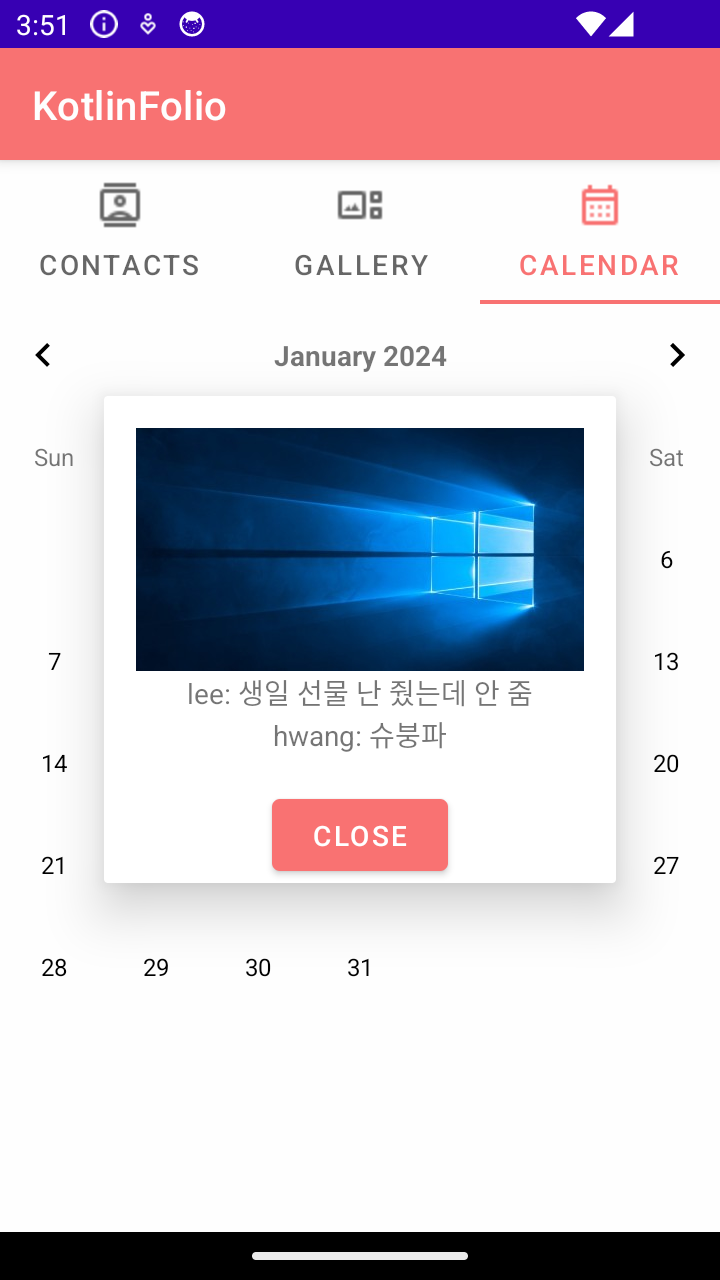 3:51
KotlinFolio
CONTACTS GALLERY CALENDAR
January 2024
Sun Sat
6
lee: 생일 선물 난 줬는데 안 줌
hwang: 슈붕파
CLOSE
7 13
14 20
21 27
28 29 30 31